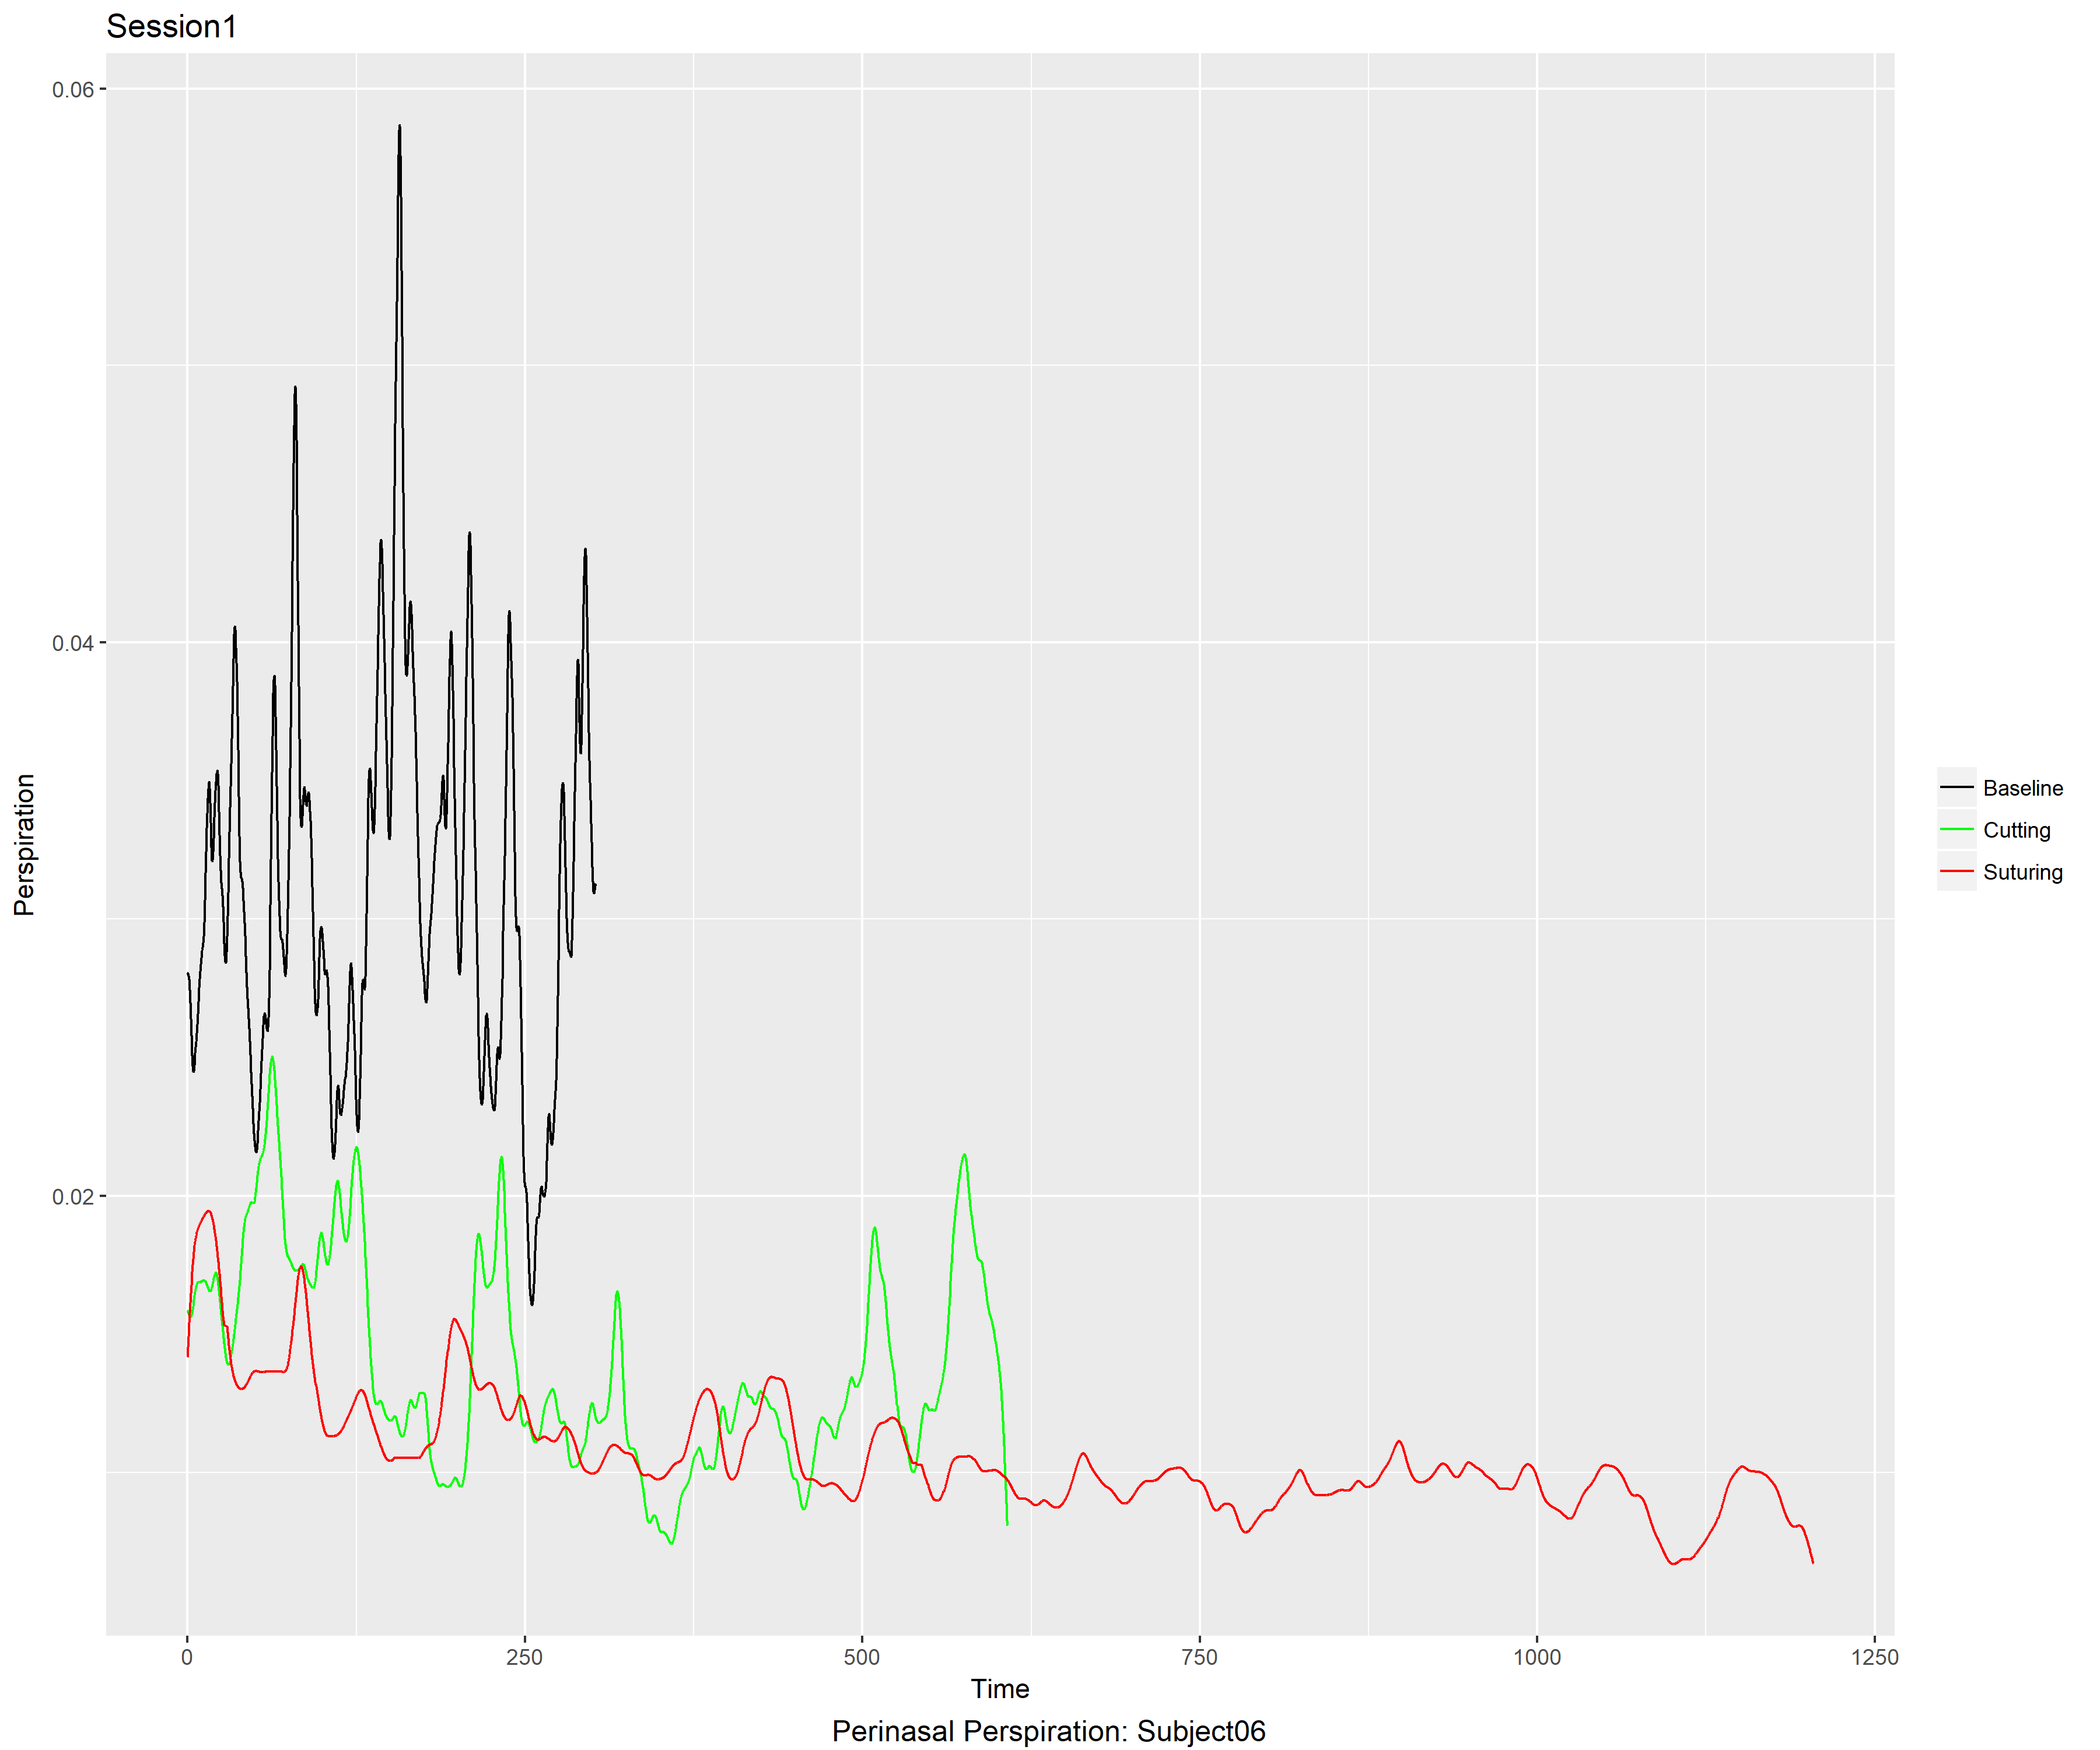 Session1
0.06
0.04
0.02
Perspiration
0
250
500
750
1000
1250
Time
Perinasal Perspiration: Subject06
Baseline
Cutting
Suturing